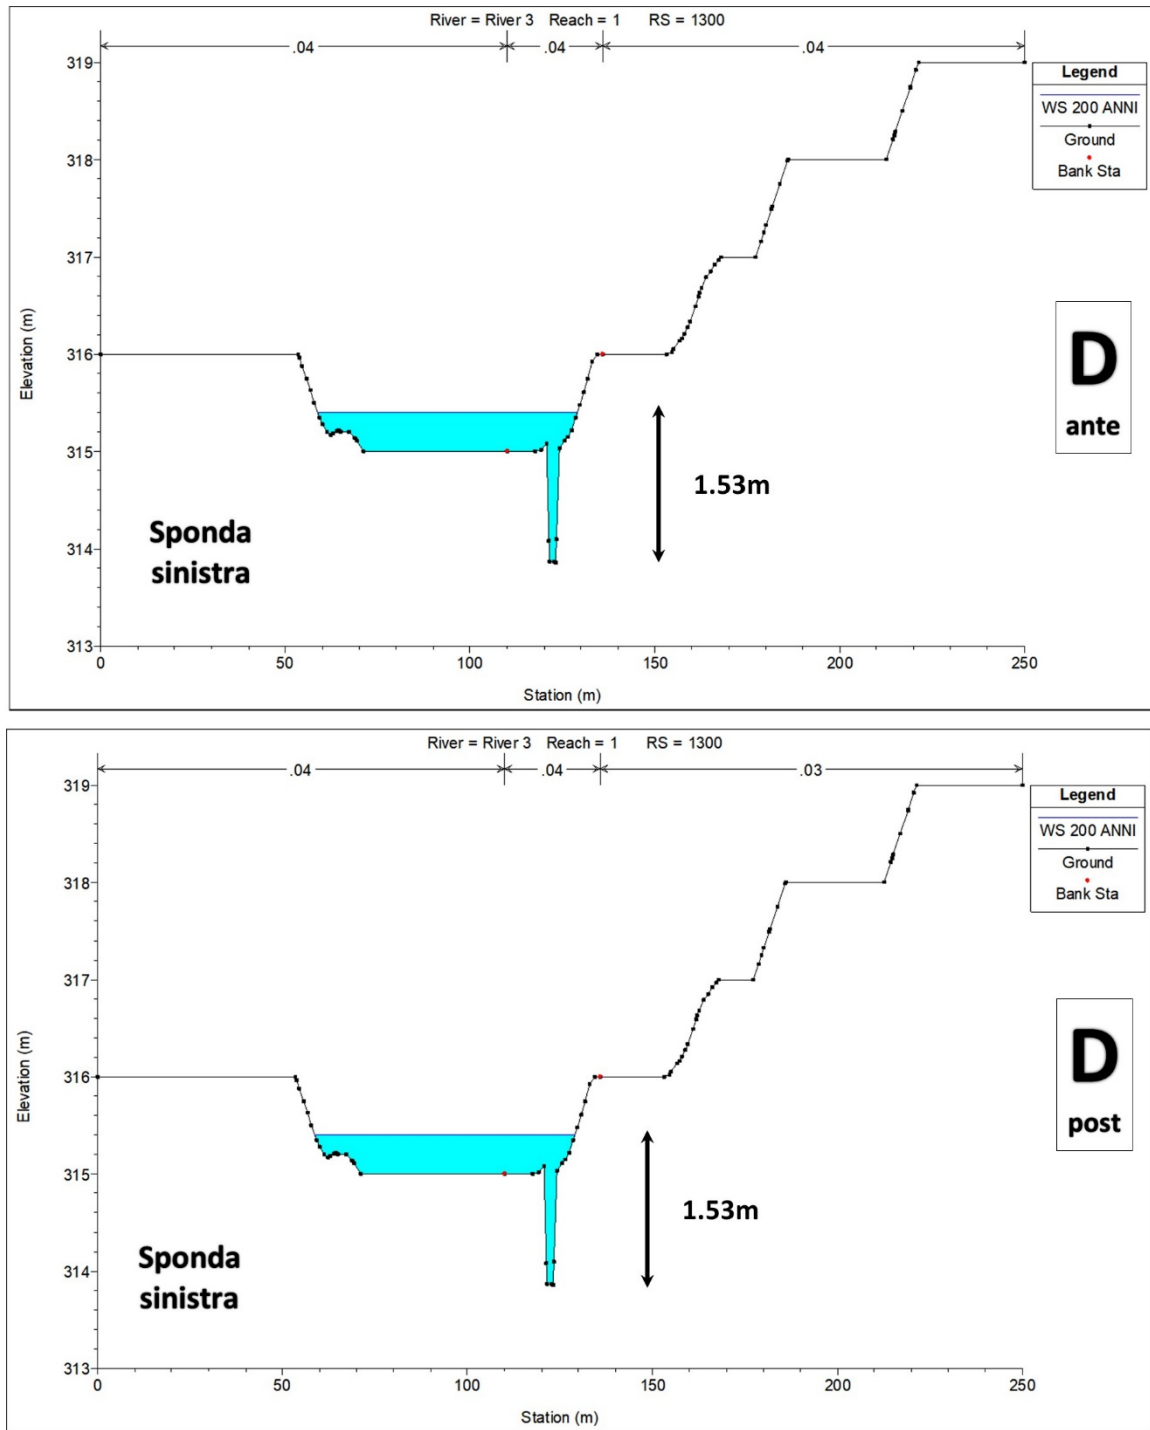 River = River 3 Reach = 1 RS = 1300
.04 .04 .04
319
318
317
316
315
314
313
Elevation (m)
0 50 100 150 200 250
Station (m)
Legend
WS 200 ANNI
Ground
Bank Sta
D
ante
1.53m
Sponda
sinistra
River = River 3 Reach = 1 RS = 1300
.04 .04 .03
319
318
317
316
315
314
313
Elevation (m)
0 50 100 150 200 250
Station (m)
Legend
WS 200 ANNI
Ground
Bank Sta
D
post
1.53m
Sponda
sinistra